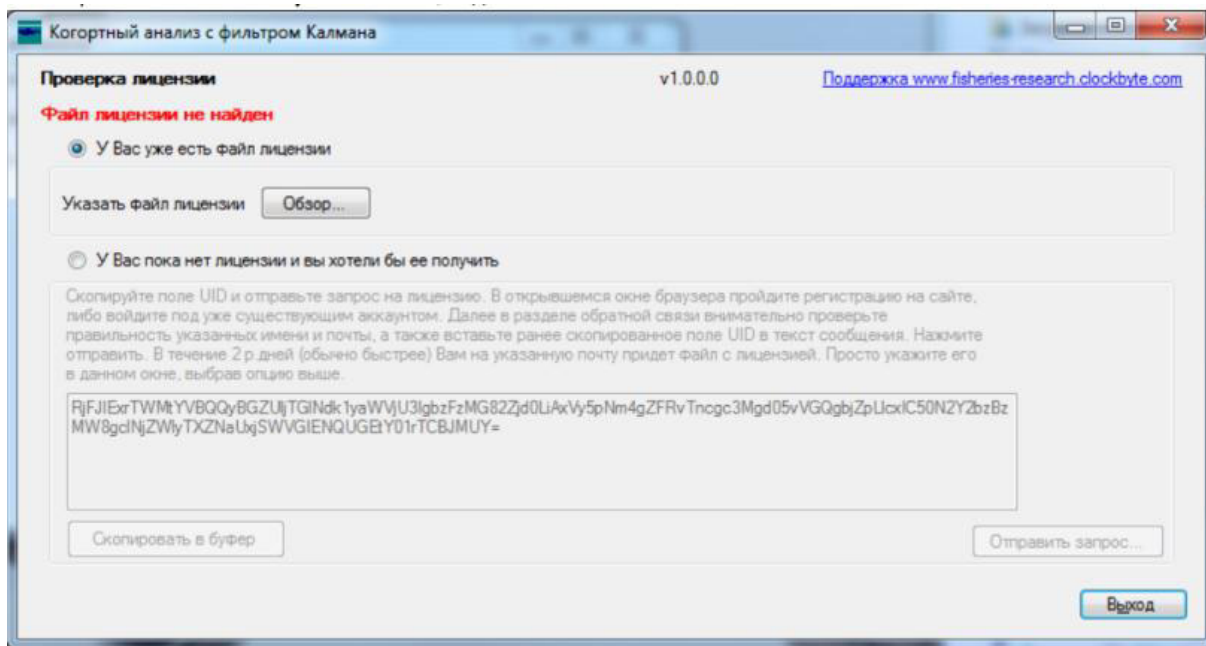 Когортный анализ с фильтром Калмана
Проверка лицензии v1.0.0.0 Поддержка www.fisheries-research.clockbyte.com
Файл лицензии не найден
У Вас уже есть файл лицензии
Указать файл лицензии Обзор...
У Вас пока нет лицензии и вы хотели бы ее получить
Скопируйте поле UID и отправьте запрос на лицензию. В открывшемся окне браузера пройдите регистрацию на сайте,
либо войдите под уже существующим аккаунтом. Далее в разделе обратной связи внимательно проверьте
правильность указанных имени и почты, а также вставьте ранее скопированное поле UID в текст сообщения. Нажмите
отправить. В течение 2 р.дней (обычно быстрее) Вам на указанную почту придет файл с лицензией. Просто укажите его
в данном окне, выбрав опцию выше.
Скопировать в буфер Отправить запрос...
Выход